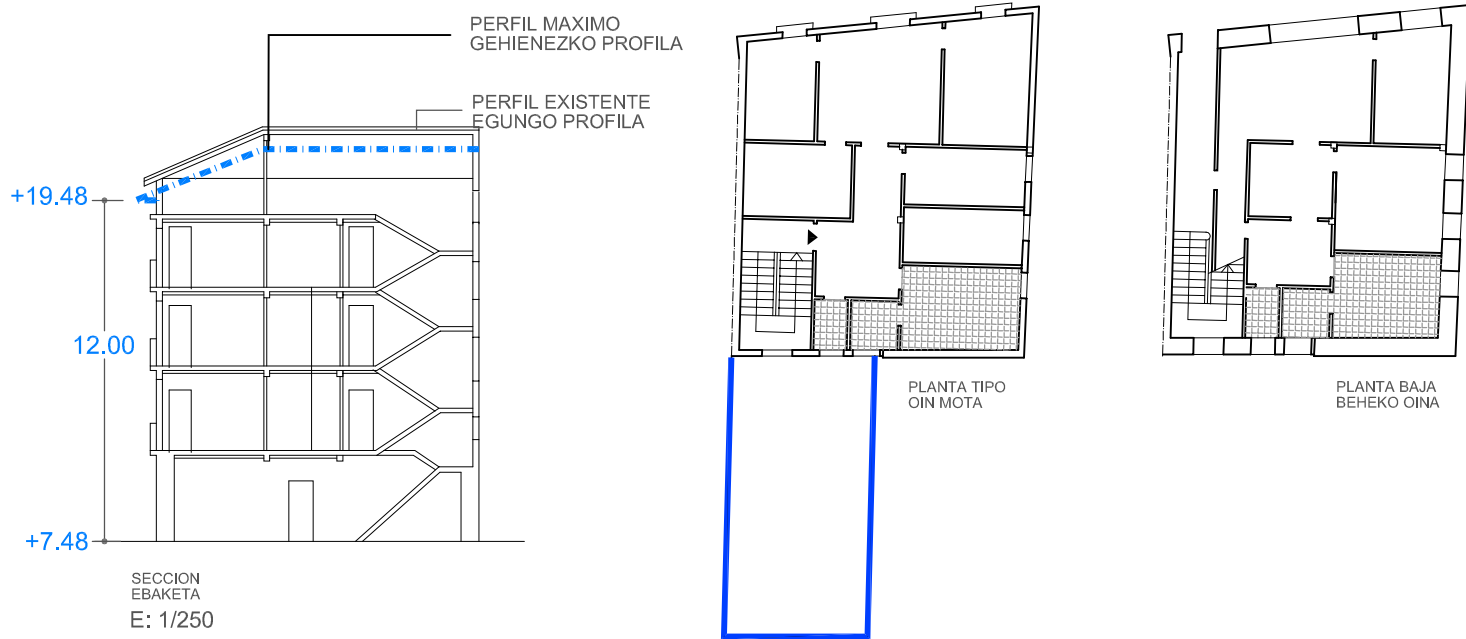 PERFIL MAXIMO
GEHIENEZKO PROFILA
PERFIL EXISTENTE
EGUNGO PROFILA
+19.48
12.00
+7.48
SECCION
EBAKETA
E: 1/250
PLANTA TIPO
OIN MOTA
PLANTA BAJA
BEHEKO OINA